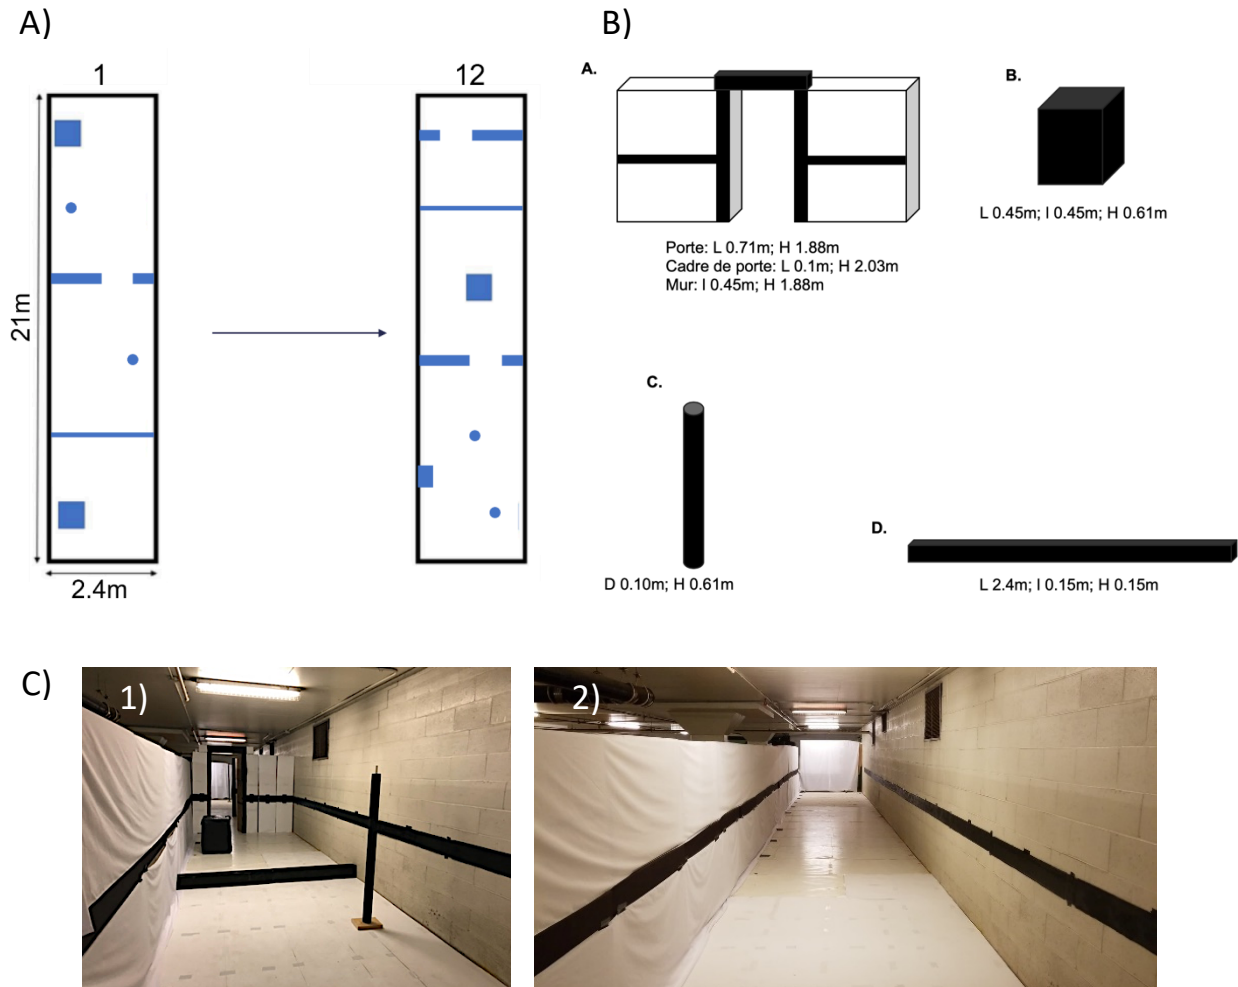 A)
B)
1
12
21m
2.4m
A.
Porte: L 0.71m; H 1.88m
Cadre de porte: L 0.1m; H 2.03m
Mur: l 0.45m; H 1.88m
B.
L 0.45m; l 0.45m; H 0.61m
C.
D 0.10m; H 0.61m
D.
L 2.4m; l 0.15m; H 0.15m
C)
1)
2)